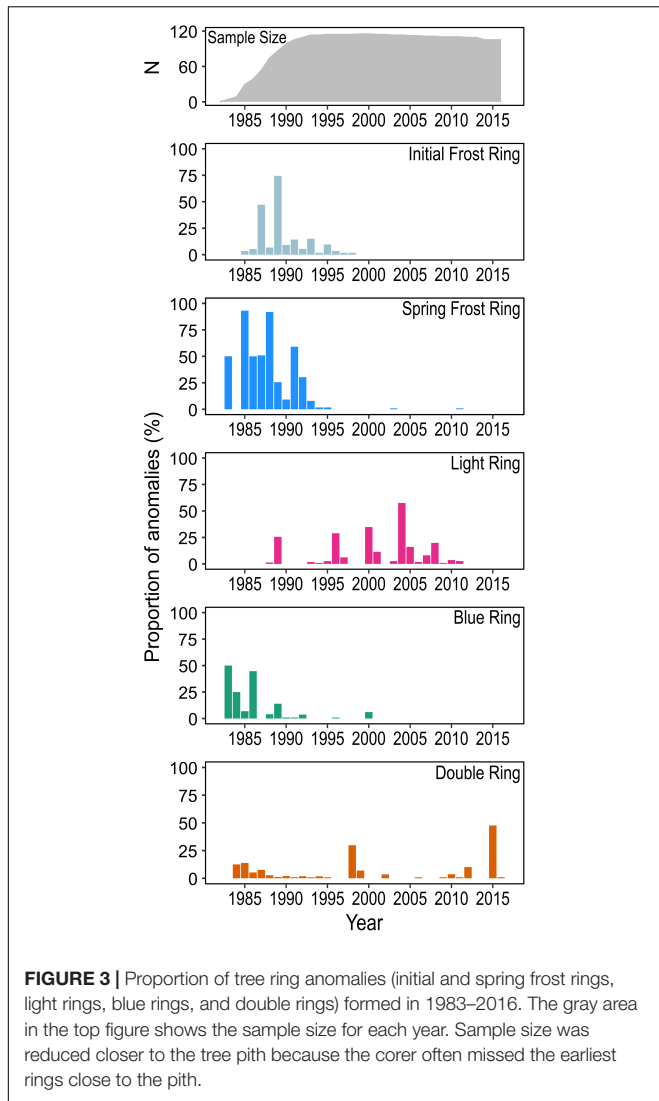 Sample Size
N
120
60
0
1985 1990 1995 2000 2005 2010 2015
Initial Frost Ring
100
75
50
25
0
1985 1990 1995 2000 2005 2010 2015
Spring Frost Ring
100
75
50
25
0
1985 1990 1995 2000 2005 2010 2015
Proportion of anomalies (%)
Light Ring
100
75
50
25
0
1985 1990 1995 2000 2005 2010 2015
Blue Ring
100
75
50
25
0
1985 1990 1995 2000 2005 2010 2015
Double Ring
100
75
50
25
0
1985 1990 1995 2000 2005 2010 2015
Year
FIGURE 3 | Proportion of tree ring anomalies (initial and spring frost rings,
light rings, blue rings, and double rings) formed in 1983–2016. The gray area
in the top figure shows the sample size for each year. Sample size was
reduced closer to the tree pith because the corer often missed the earliest
rings close to the pith.